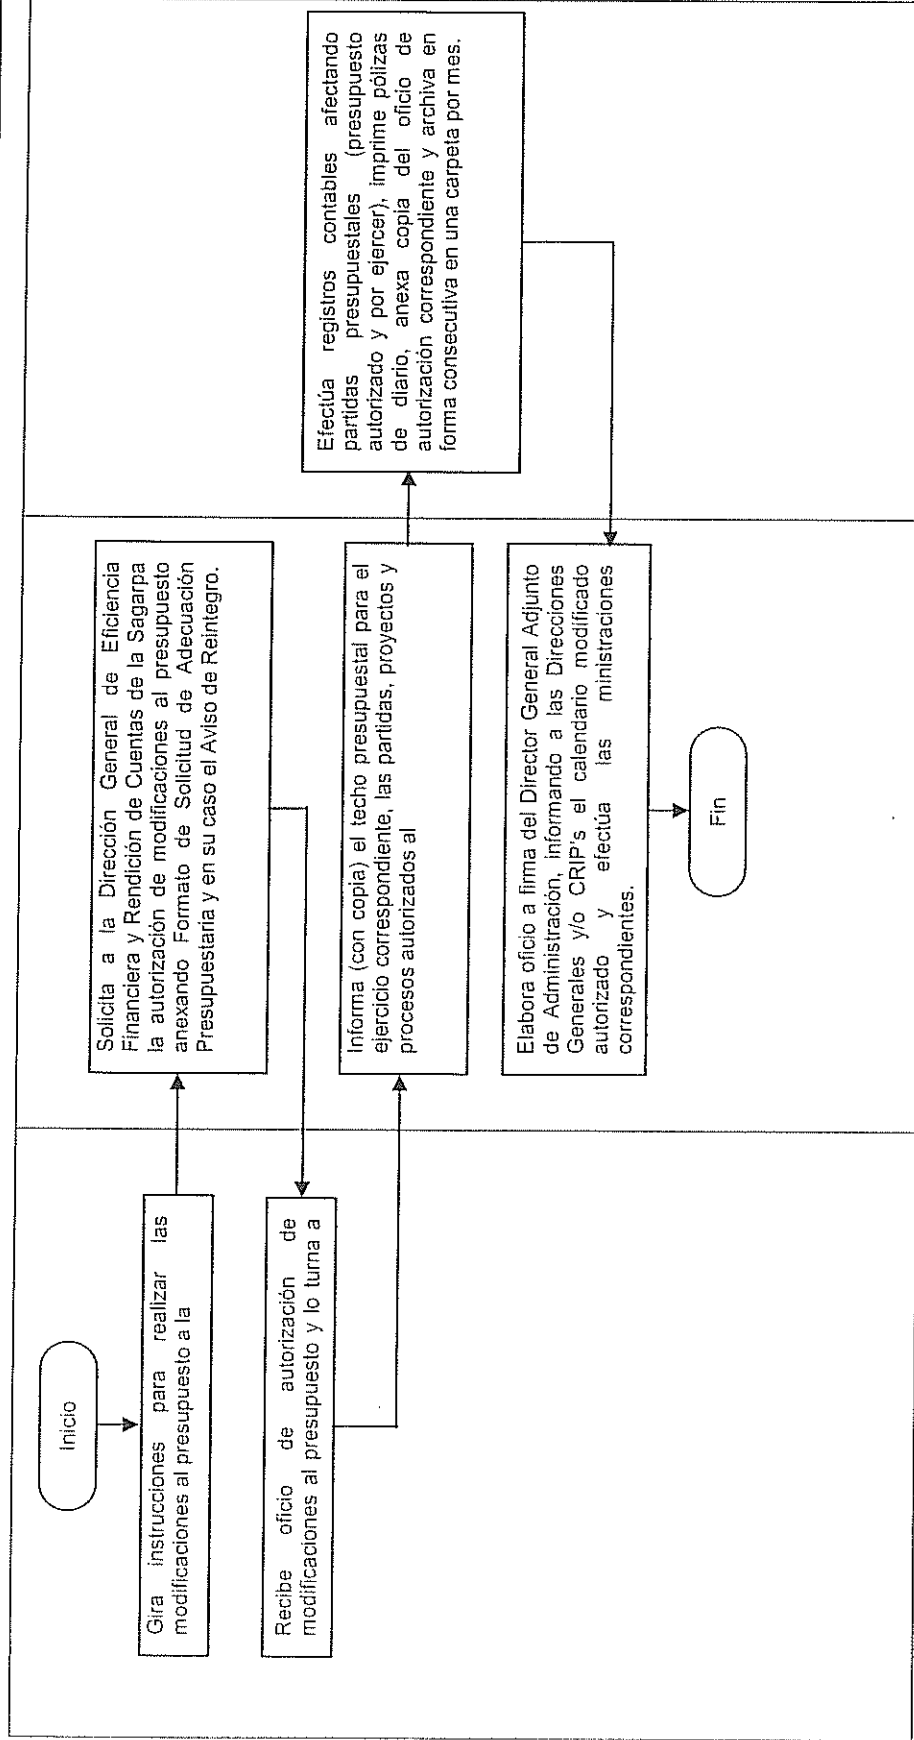 Inicio
Gira instrucciones para realizar las
modificaciones al presupuesto a la
Solicita a la Dirección General de Eficiencia
Financiera y Rendición de Cuentas de la Sagarpa
la autorización de modificaciones al presupuesto
anexando Formato de Solicitud de Adecuación
Presupuestaria y en su caso el Aviso de Reintegro.
Recibe oficio de autorización de
modificaciones al presupuesto y lo turna a
Informa (con copia) el techo presupuestal para el
ejercicio correspondiente, las partidas, proyectos y
procesos autorizados al
Efectúa registros contables afectando
partidas presupuestales (presupuesto
autorizado y por ejercer), imprime pólizas
de diario, anexa copia del oficio de
autorización correspondiente y archiva en
forma consecutiva en una carpeta por mes.
Elabora oficio a firma del Director General Adjunto
de Administración, informando a las Direcciones
Generales y/o CRIP's el calendario modificado
autorizado y efectúa las ministraciones
correspondientes.
Fin